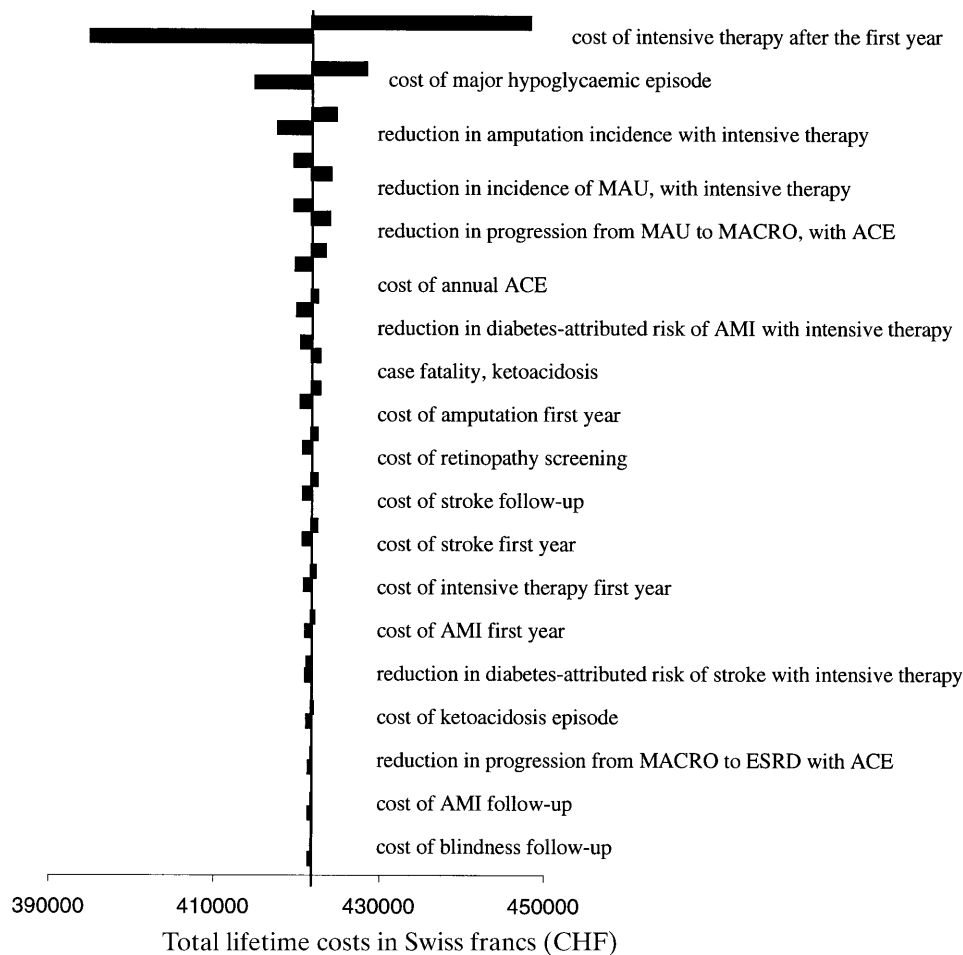 cost of intensive therapy after the first year
cost of major hypoglycaemic episode
reduction in amputation incidence with intensive therapy
reduction in incidence of MAU, with intensive therapy
reduction in progression from MAU to MACRO, with ACE
cost of annual ACE
reduction in diabetes-attributed risk of AMI with intensive therapy
case fatality, ketoacidosis
cost of amputation first year
cost of retinopathy screening
cost of stroke follow-up
cost of stroke first year
cost of intensive therapy first year
cost of AMI first year
reduction in diabetes-attributed risk of stroke with intensive therapy
cost of ketoacidosis episode
reduction in progression from MACRO to ESRD with ACE
cost of AMI follow-up
cost of blindness follow-up
390000 410000 430000 450000
Total lifetime costs in Swiss francs (CHF)